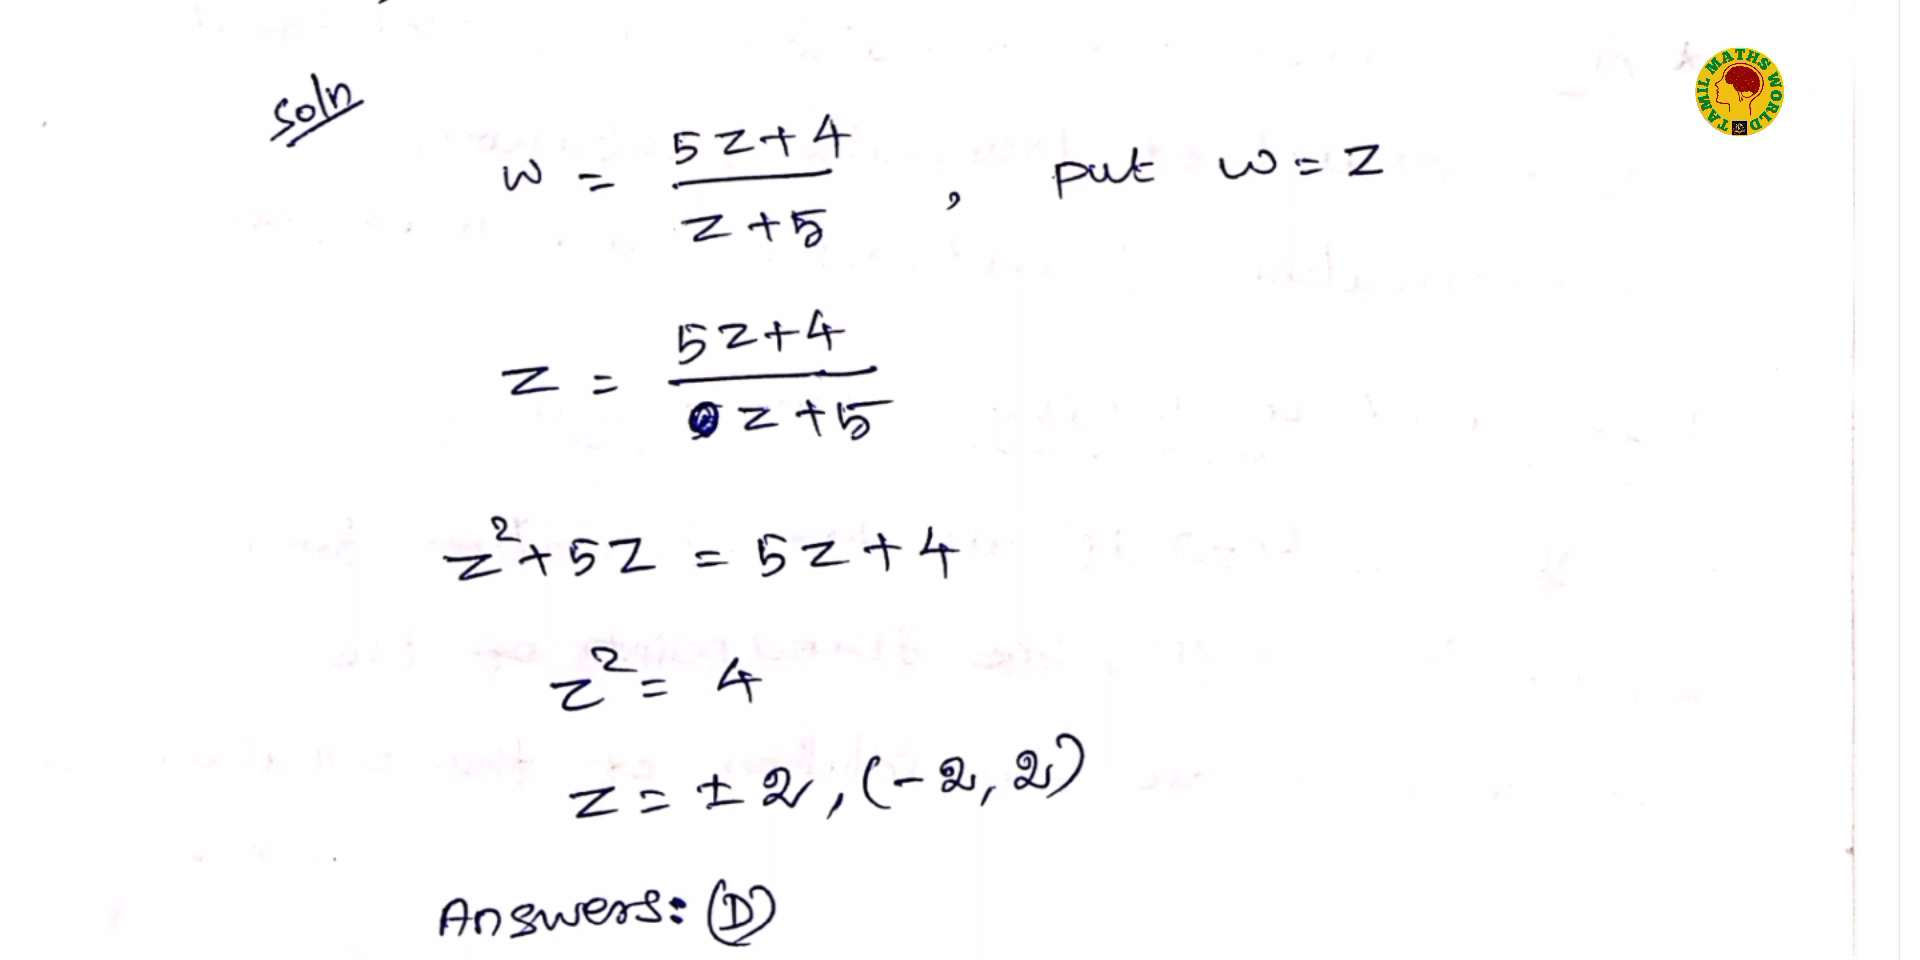 Soln
w = 5z+4 / z+5 , put w = z
z = 5z+4 / z+5
z²+5z = 5z+4
z² = 4
z = ±2, (-2, 2)
Answers: (D)
TAMIL MATHS WORLD